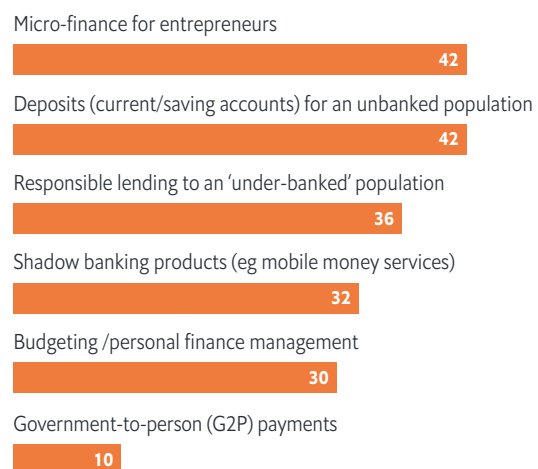 Micro-finance for entrepreneurs
42
Deposits (current/saving accounts) for an unbanked population
42
Responsible lending to an ‘under-banked’ population
36
Shadow banking products (eg mobile money services)
32
Budgeting /personal finance management
30
Government-to-person (G2P) payments
10